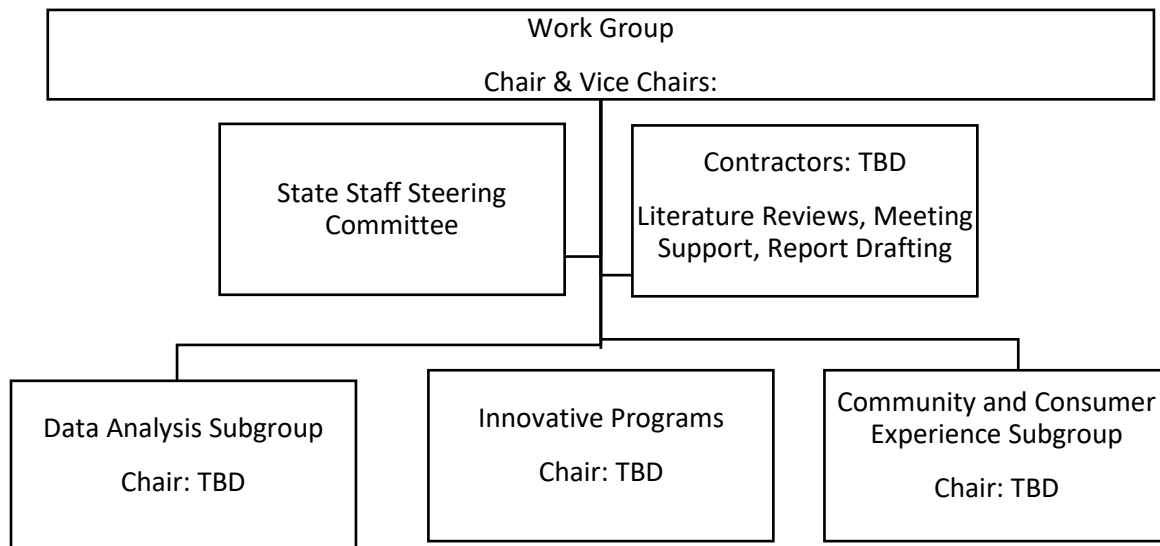 Work Group
Chair & Vice Chairs:
State Staff Steering
Committee
Contractors: TBD
Literature Reviews, Meeting
Support, Report Drafting
Data Analysis Subgroup
Chair: TBD
Innovative Programs
Chair: TBD
Community and Consumer
Experience Subgroup
Chair: TBD